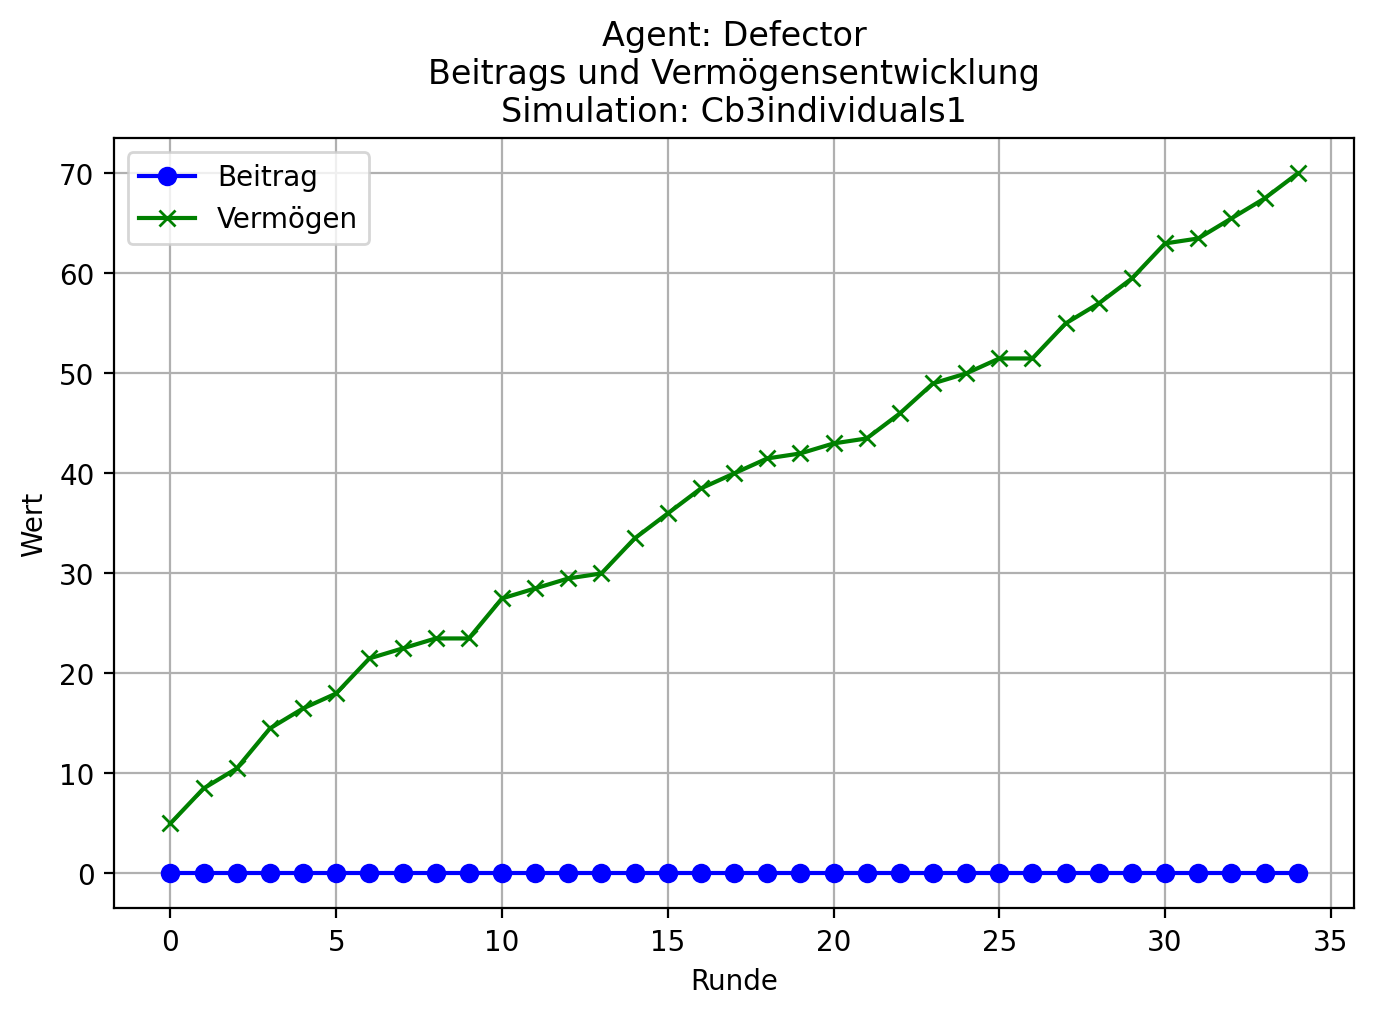 Agent: Defector
Beitrags und Vermögensentwicklung
Simulation: Cb3individuals1
Beitrag
Vermögen
70
60
50
40
30
20
10
0
Wert
0 5 10 15 20 25 30 35
Runde